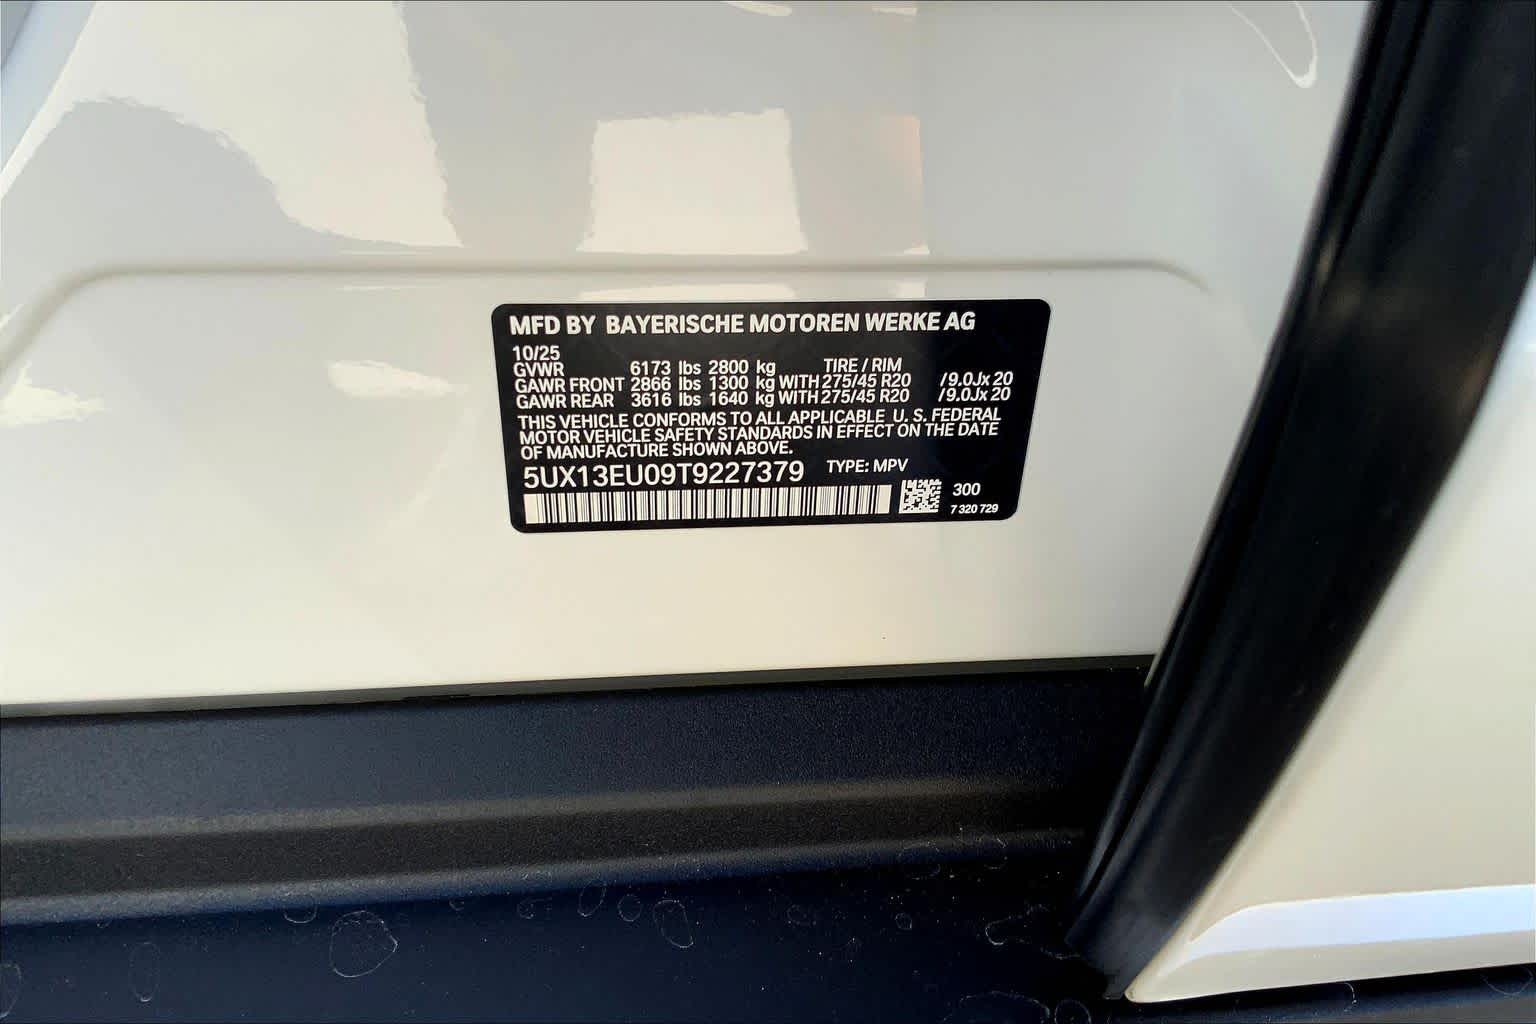 MFD BY BAYERISCHE MOTOREN WERKE AG
10/25
GVWR 6173 lbs 2800 kg TIRE / RIM
GAWR FRONT 2866 lbs 1300 kg WITH 275/45 R20 /9.0Jx 20
GAWR REAR 3616 lbs 1640 kg WITH 275/45 R20 /9.0Jx 20
THIS VEHICLE CONFORMS TO ALL APPLICABLE U. S. FEDERAL
MOTOR VEHICLE SAFETY STANDARDS IN EFFECT ON THE DATE
OF MANUFACTURE SHOWN ABOVE.
5UX13EU09T9227379 TYPE: MPV
300
7 320 729